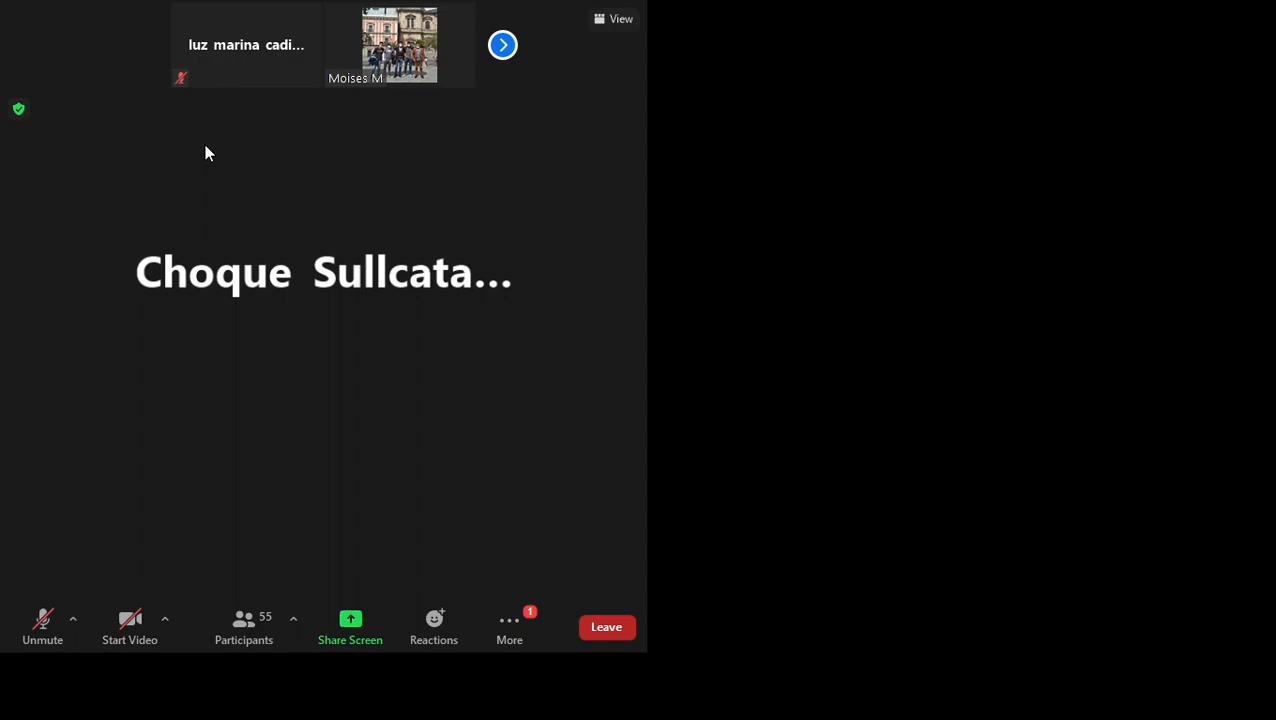 luz marina cadi...
Moises M
View
Choque Sullcata...
55
1
Unmute
Start Video
Participants
Share Screen
Reactions
More
Leave